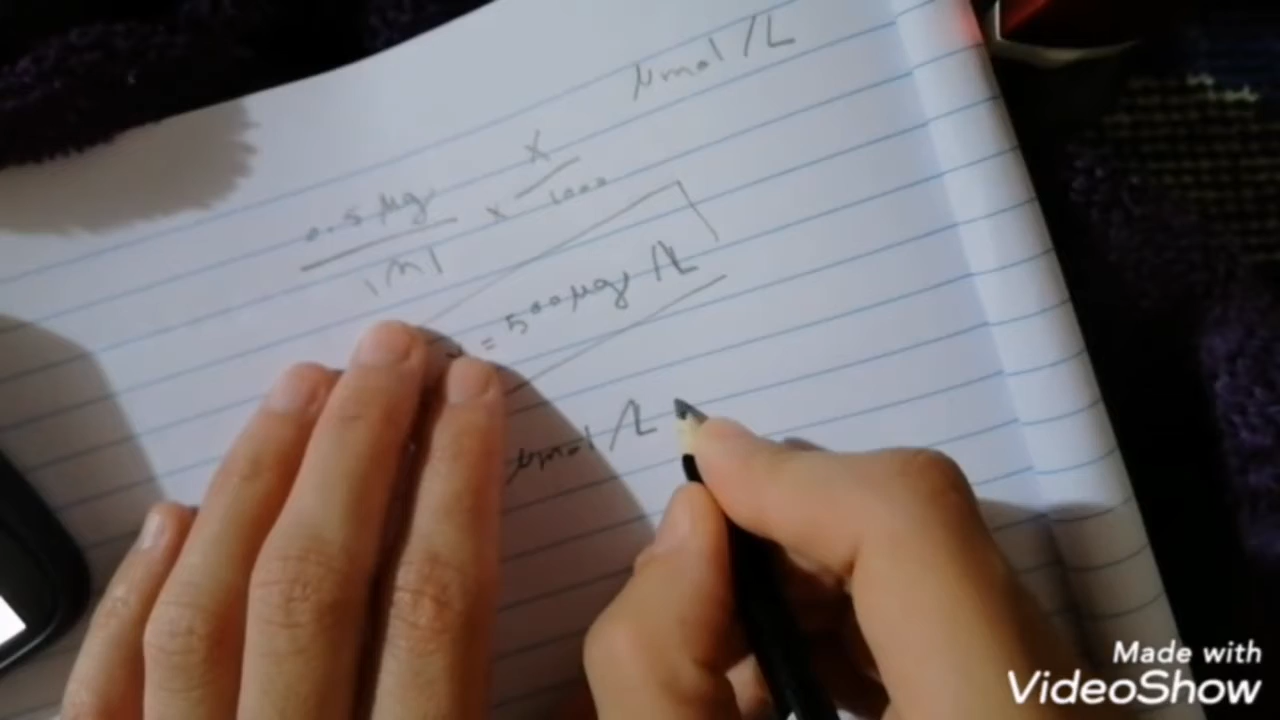 µmol/L
0.5 µg X
1 ml × 1000
= 500 µg/L
µmol/L
Made with
VideoShow